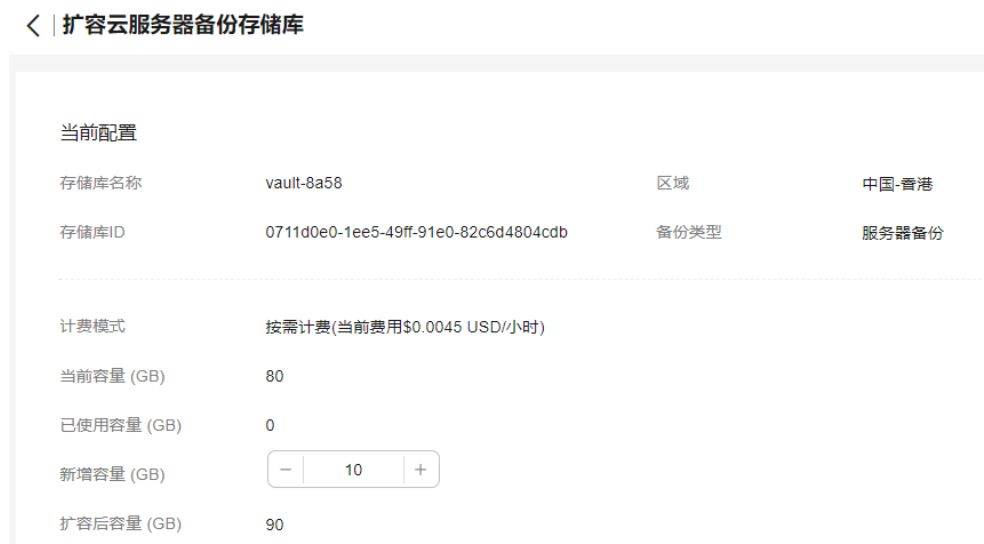 扩容云服务器备份存储库
当前配置
存储库名称 vault-8a58 区域 中国-香港
存储库ID 0711d0e0-1ee5-49ff-91e0-82c6d4804cdb 备份类型 服务器备份
计费模式 按需计费(当前费用$0.0045 USD/小时)
当前容量 (GB) 80
已使用容量 (GB) 0
新增容量 (GB) − 10 +
扩容后容量 (GB) 90